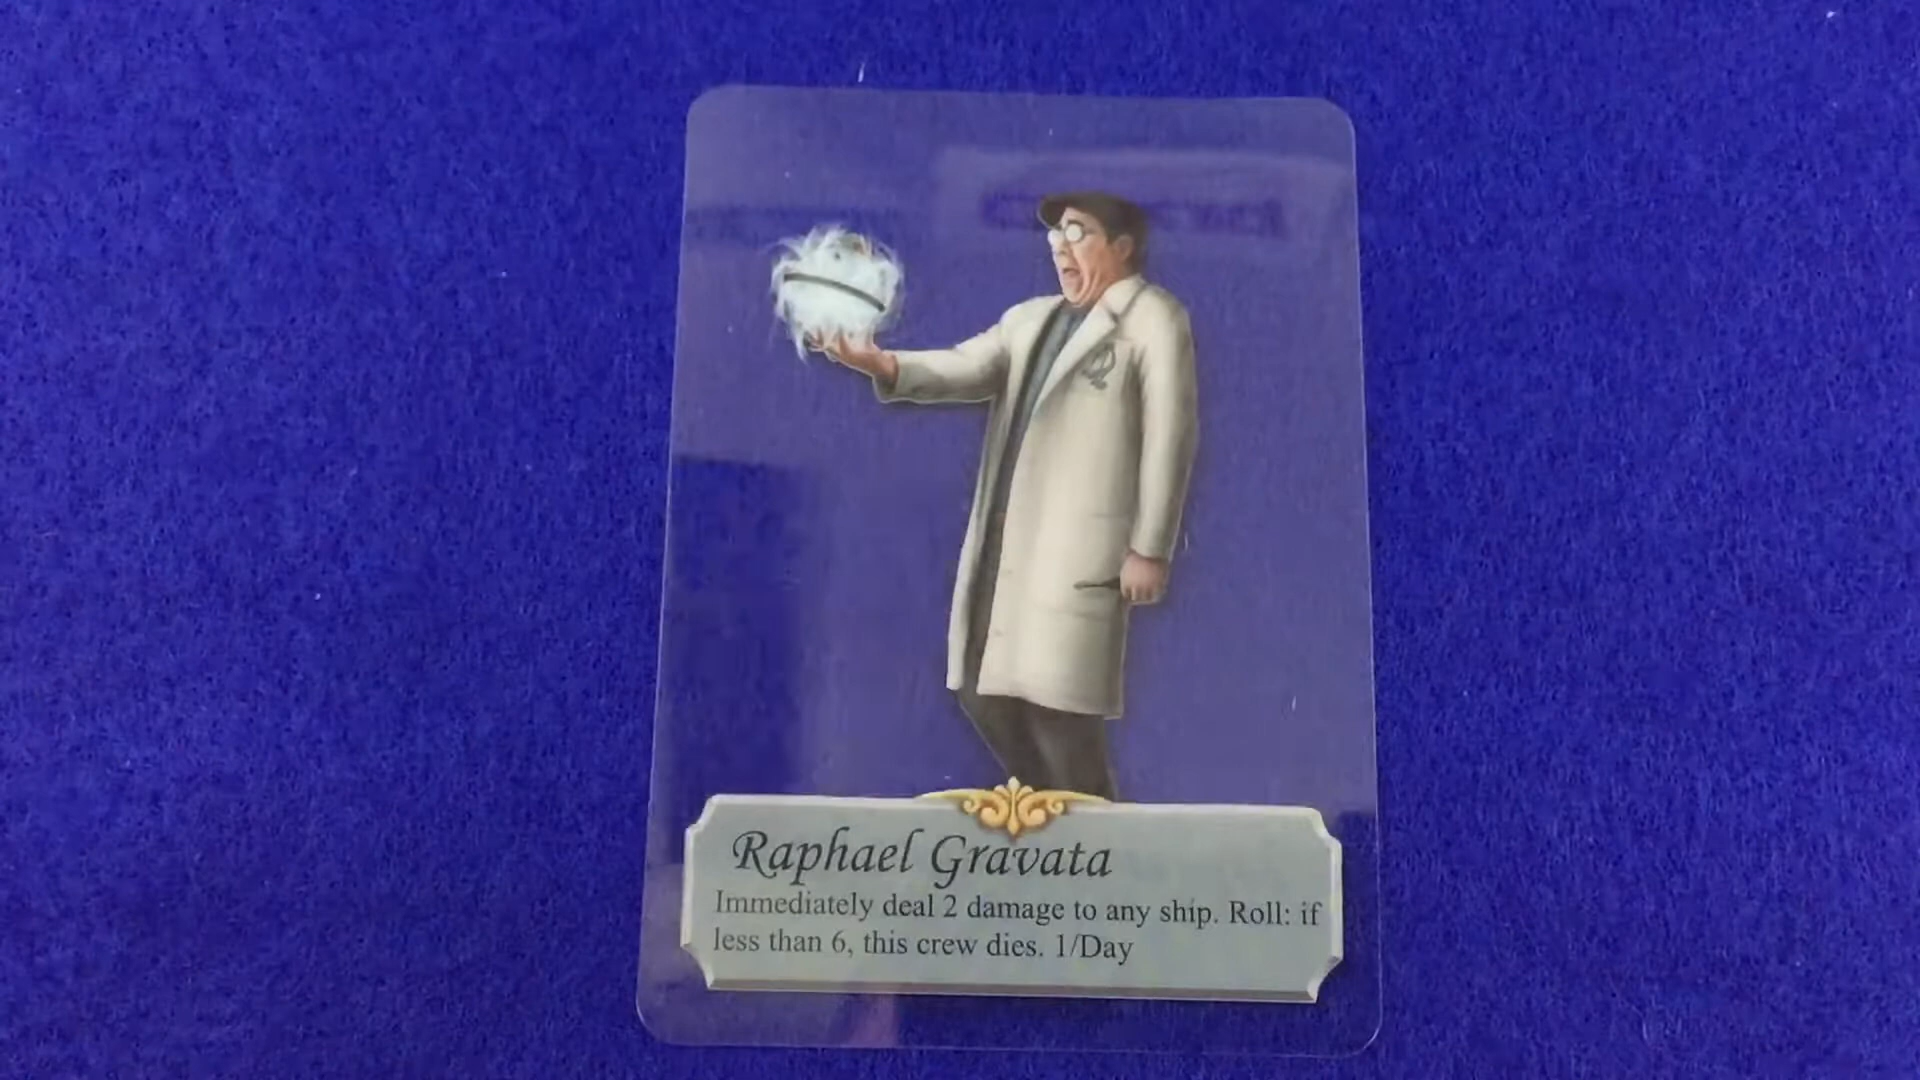 Raphael Gravata
Immediately deal 2 damage to any ship. Roll: if
less than 6, this crew dies. 1/Day